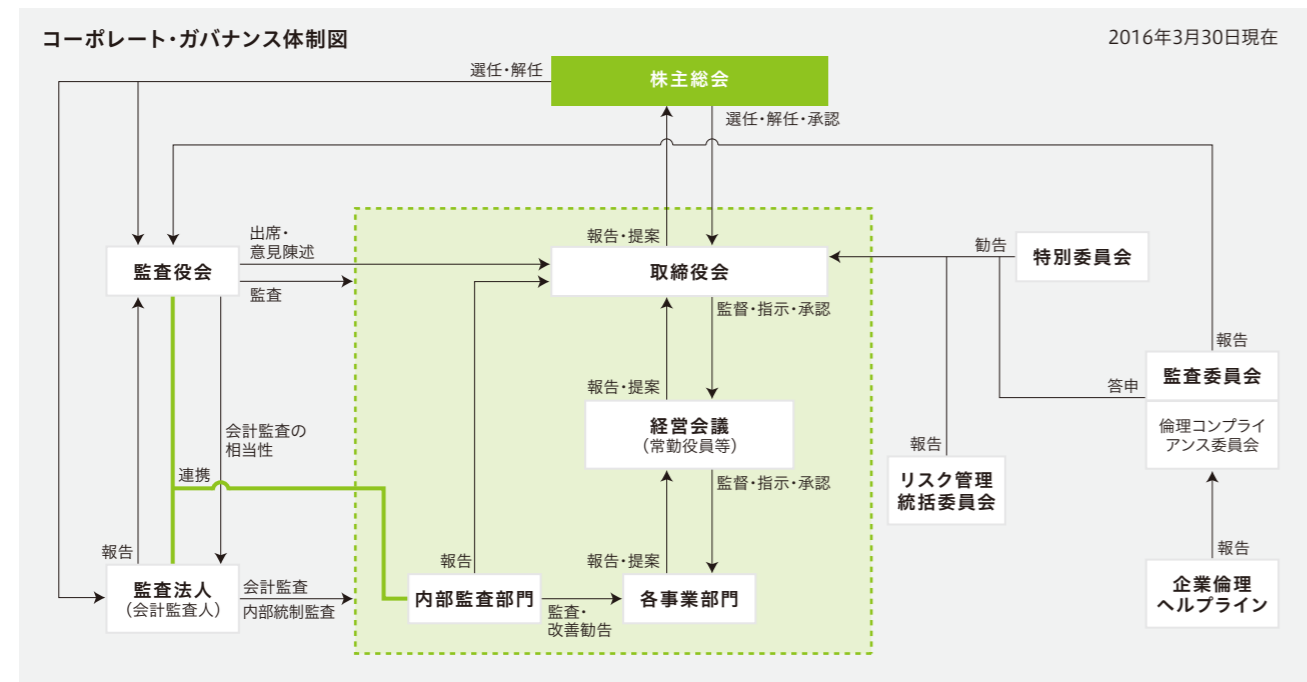 コーポレート・ガバナンス体制図
2016年3月30日現在
選任・解任
株主総会
選任・解任・承認
出席・
意見陳述
監査役会
監査
報告・提案
取締役会
監督・指示・承認
勧告
特別委員会
報告
監査委員会
答申
倫理コンプライ
アンス委員会
報告・提案
経営会議
(常勤役員等)
監督・指示・承認
会計監査の
相当性
連携
報告
リスク管理
統括委員会
報告
監査法人
(会計監査人)
会計監査
内部統制監査
報告
内部監査部門
監査・
改善勧告
報告・提案
各事業部門
報告
企業倫理
ヘルプライン